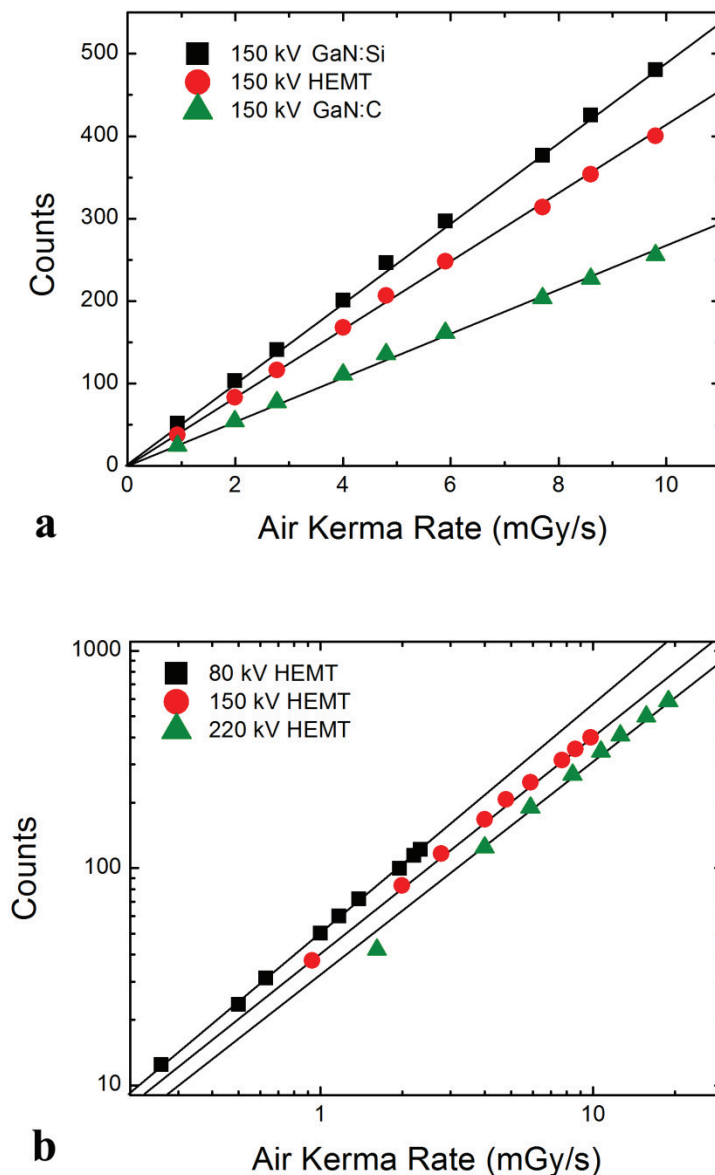 500
400
300
200
100
0
150 kV GaN:Si
150 kV HEMT
150 kV GaN:C
Counts
0 2 4 6 8 10
Air Kerma Rate (mGy/s)
a
1000
100
10
80 kV HEMT
150 kV HEMT
220 kV HEMT
Counts
1 10
Air Kerma Rate (mGy/s)
b